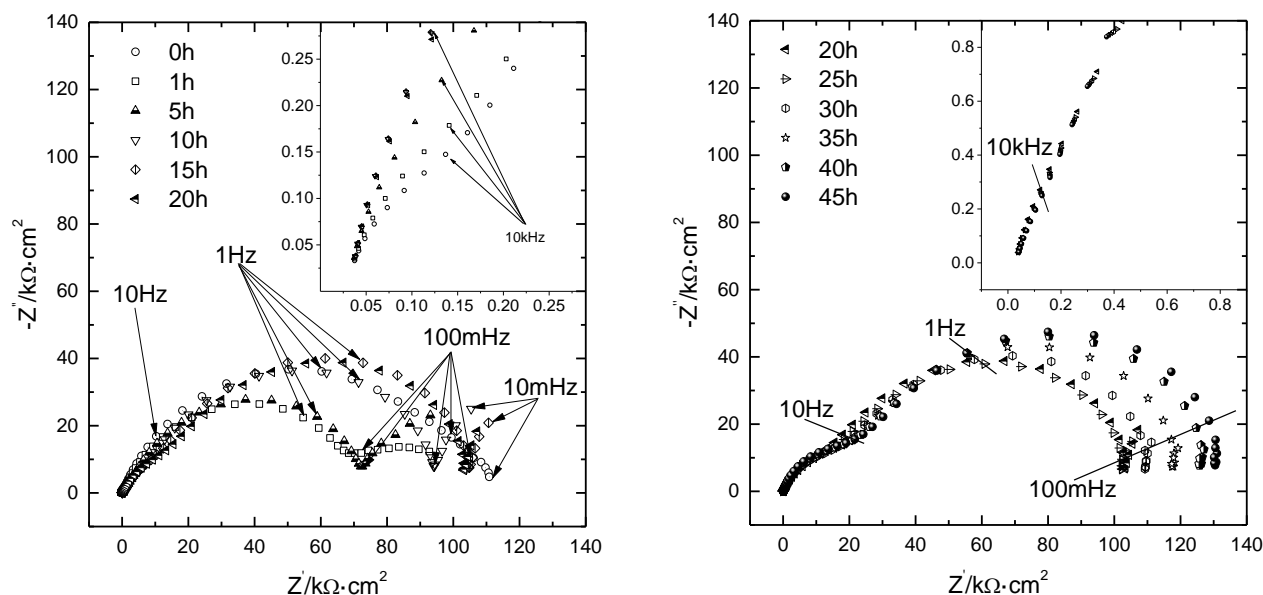 140
120
100
80
60
40
20
0
0 20 40 60 80 100 120 140
-Z''/kΩ·cm²
Z'/kΩ·cm²
0h
1h
5h
10h
15h
20h
10Hz
1Hz
100mHz
10mHz
0.25
0.20
0.15
0.10
0.05
0.05 0.10 0.15 0.20 0.25
10kHz
140
120
100
80
60
40
20
0
0 20 40 60 80 100 120 140
-Z''/kΩ·cm²
Z'/kΩ·cm²
20h
25h
30h
35h
40h
45h
10Hz
1Hz
100mHz
0.8
0.6
0.4
0.2
0.0
0.0 0.2 0.4 0.6 0.8
10kHz